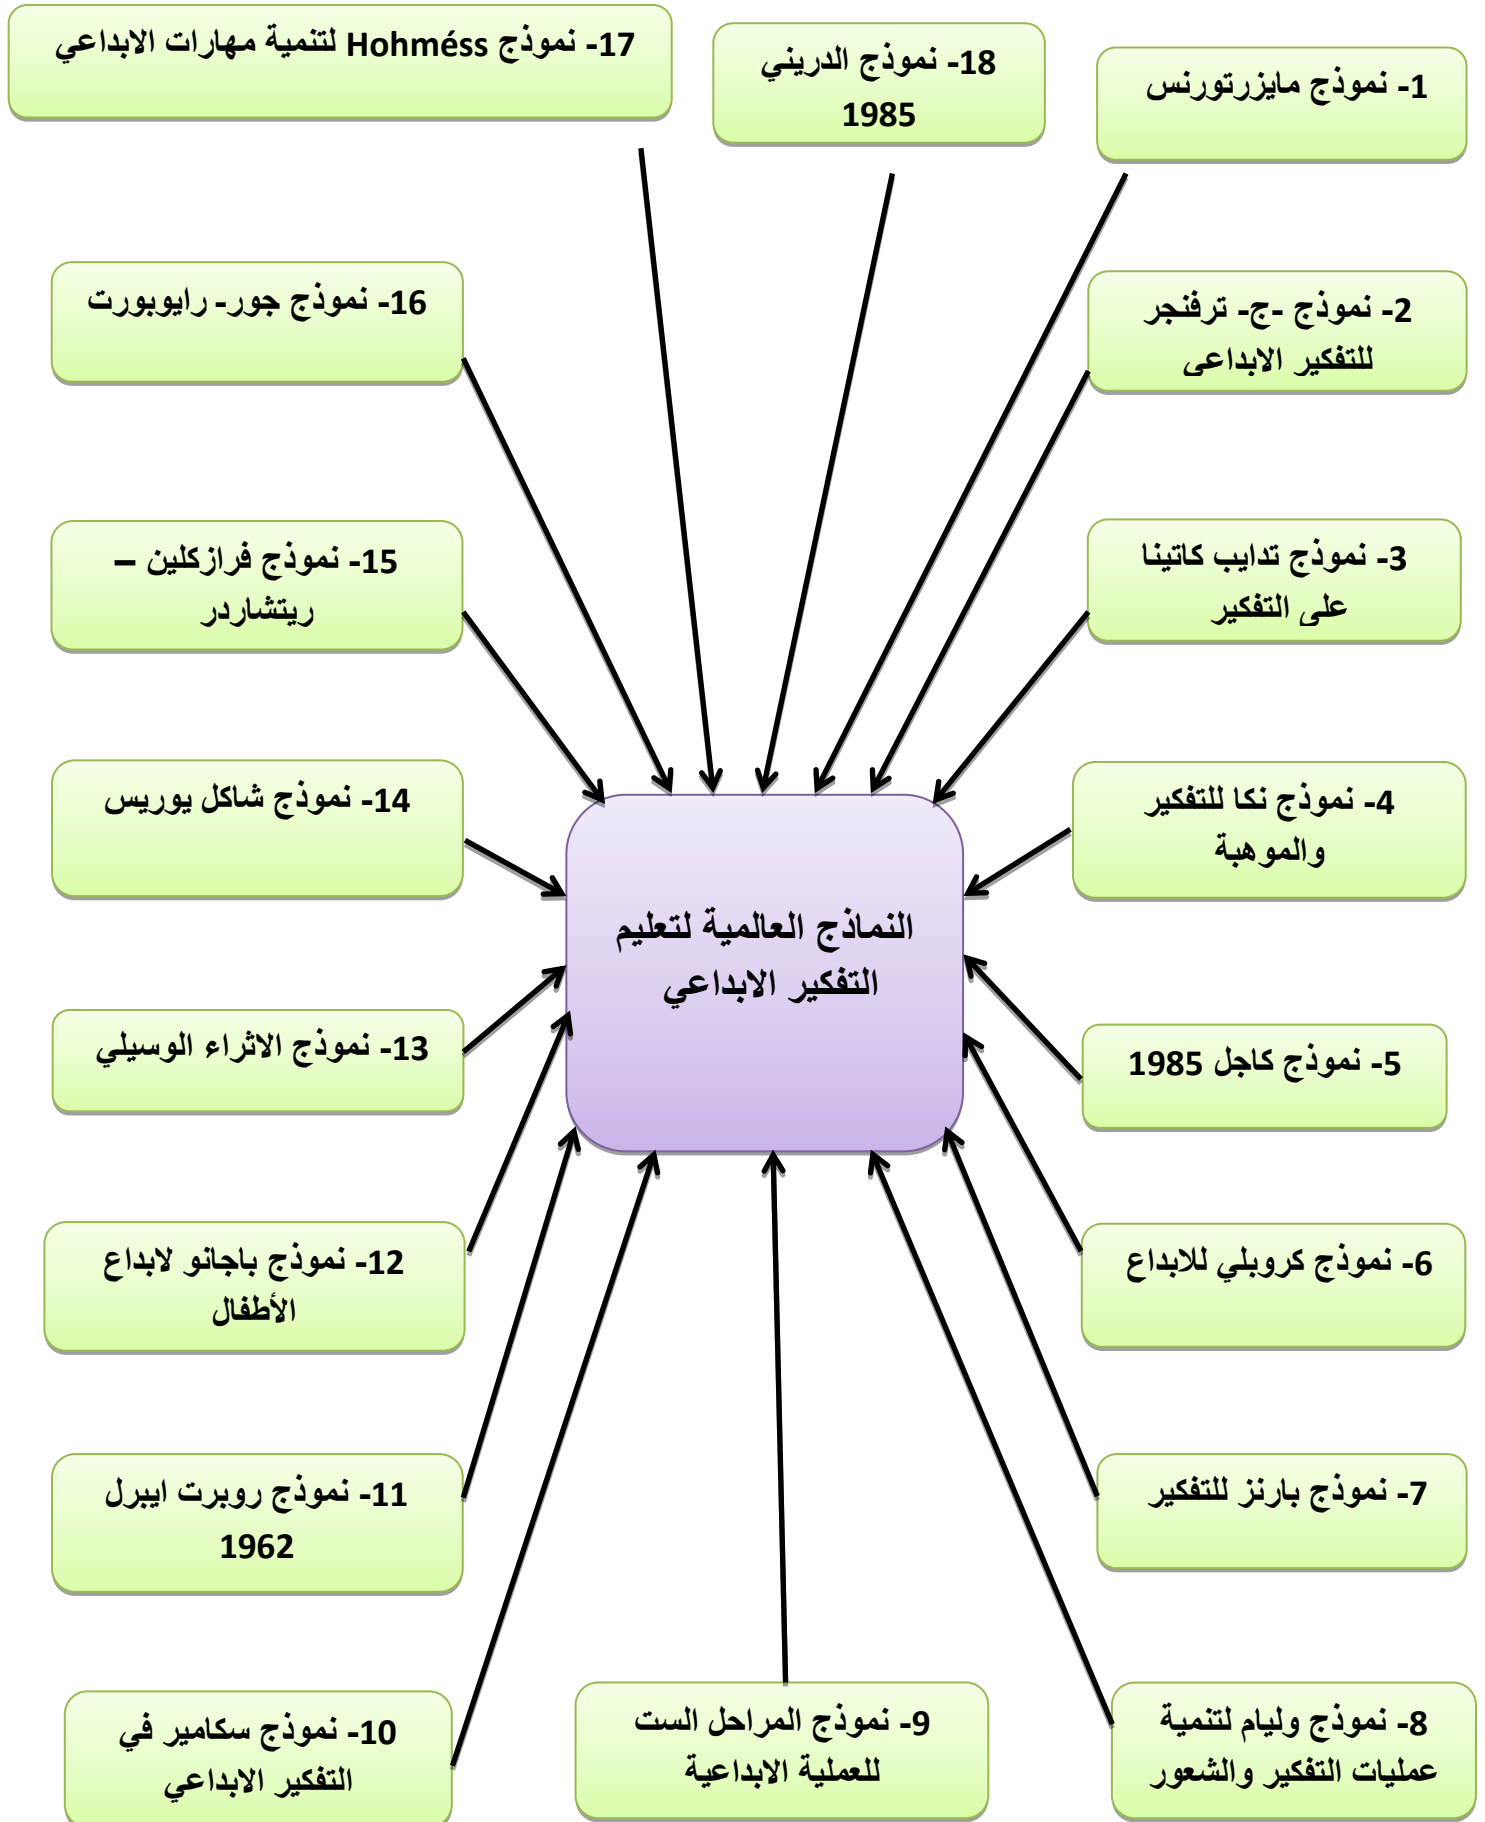 1- نموذج مايزرتورنس
2- نموذج -ج- ترفنجر
للتفكير الابداعي
3- نموذج تدايب كاتينا
على التفكير
4- نموذج نكا للتفكير
والموهبة
5- نموذج كاجل 1985
6- نموذج كروبلي للابداع
7- نموذج بارنز للتفكير
8- نموذج وليام لتنمية
عمليات التفكير والشعور
9- نموذج المراحل الست
للعملية الابداعية
10- نموذج سكامير في
التفكير الابداعي
11- نموذج روبرت ايبرل
1962
12- نموذج باجانو لابداع
الأطفال
13- نموذج الاثراء الوسيلي
14- نموذج شاكل يوريس
15- نموذج فرازكلين –
ريتشاردر
16- نموذج جور- رايوبورت
17- نموذج Hohméss لتنمية مهارات الابداعي
18- نموذج الدريني
1985
النماذج العالمية لتعليم
التفكير الابداعي